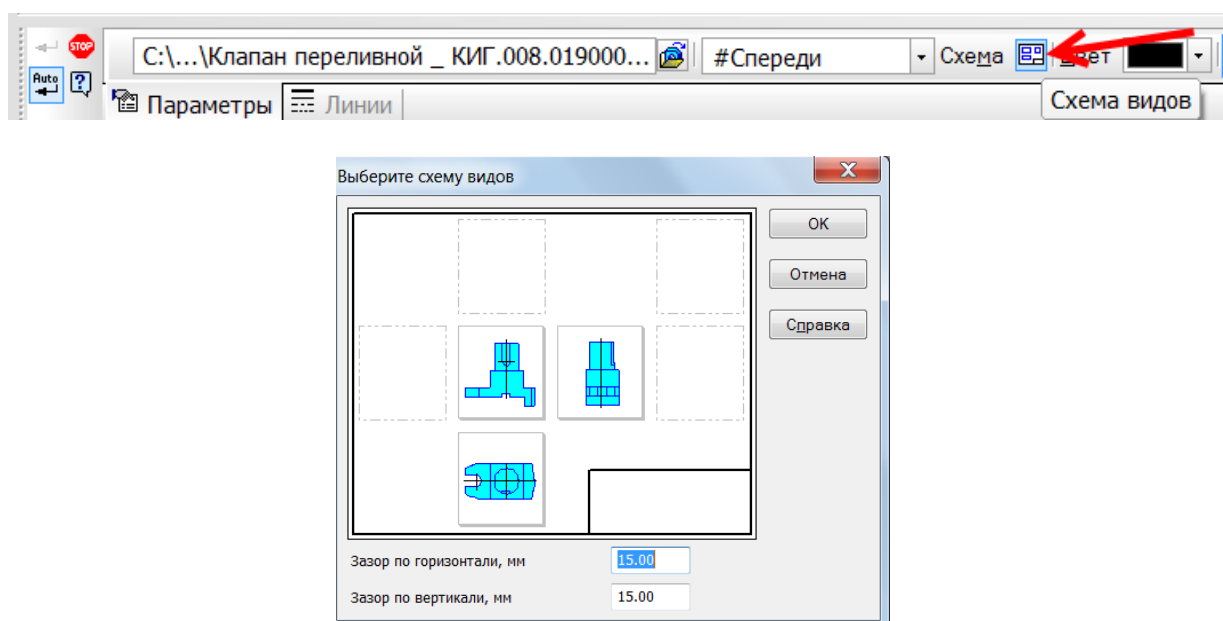 STOP
C:\...\Клапан переливной _ КИГ.008.019000... #Спереди Схема Цвет
Auto
Параметры Линии
Схема видов
Выберите схему видов
OK
Отмена
Справка
Зазор по горизонтали, мм 15.00
Зазор по вертикали, мм 15.00